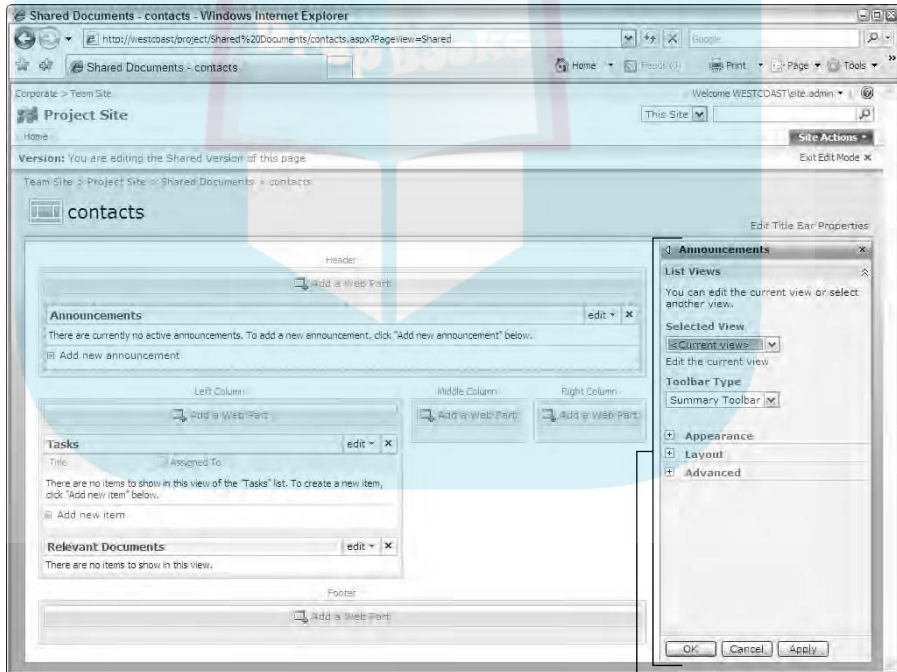 Shared Documents - contacts - Windows Internet Explorer
http://westcoast/project/Shared%20Documents/contacts.aspx?PageView=Shared
Google
Shared Documents - contacts
Home
Feeds (J)
Print
Page
Tools
Corporate > Team Site
Welcome WESTCOAST\site.admin
Project Site
This Site
Home
Site Actions
Version: You are editing the Shared Version of this page
Exit Edit Mode
Team Site > Project Site > Shared Documents > contacts
contacts
Edit Title Bar Properties
Header
Add a Web Part
Announcements
edit
There are currently no active announcements. To add a new announcement, click "Add new announcement" below.
Add new announcement
Left Column
Middle Column
Right Column
Add a Web Part
Add a Web Part
Add a Web Part
Tasks
edit
Title
Assigned To
There are no items to show in this view of the "Tasks" list. To create a new item,
click "Add new item" below.
Add new item
Relevant Documents
edit
There are no items to show in this view.
Footer
Add a Web Part
Announcements
List Views
You can edit the current view or select
another view.
Selected View
<Current view>
Edit the current view
Toolbar Type
Summary Toolbar
Appearance
Layout
Advanced
OK
Cancel
Apply